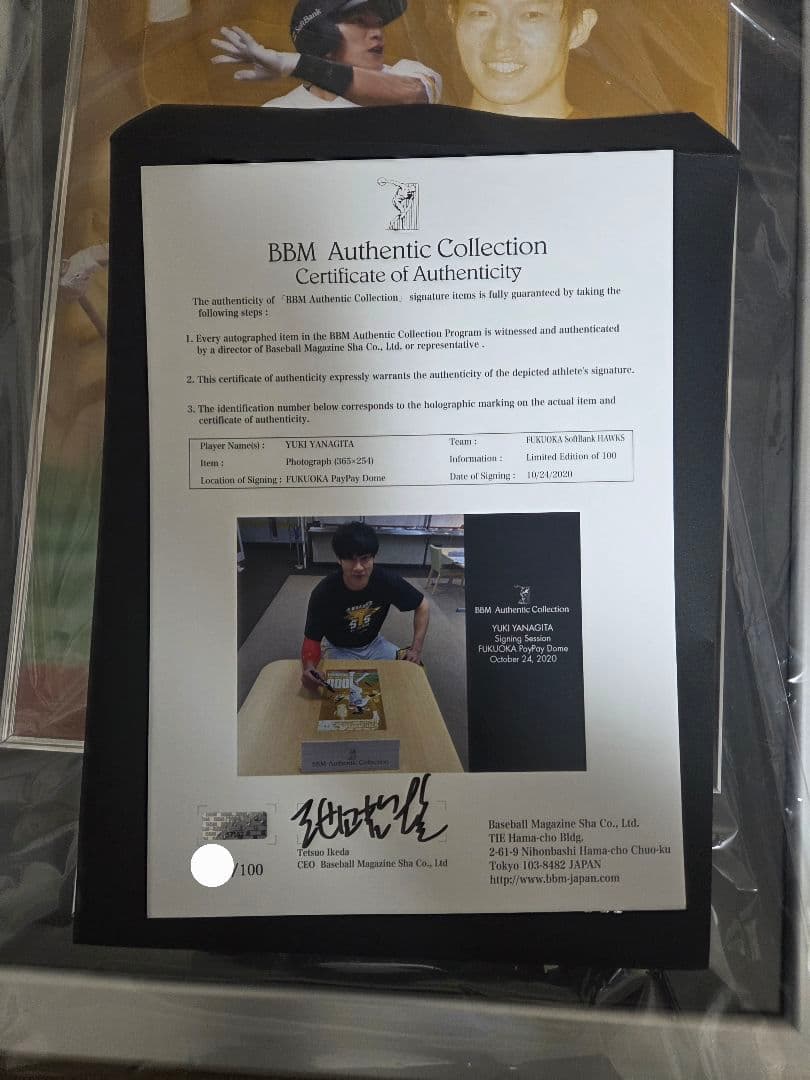 SoftBank
BBM Authentic Collection
Certificate of Authenticity
The authenticity of 「BBM Authentic Collection」 signature items is fully guaranteed by taking the
following steps :
1. Every autographed item in the BBM Authentic Collection Program is witnessed and authenticated
by a director of Baseball Magazine Sha Co., Ltd. or representative .
2. This certificate of authenticity expressly warrants the authenticity of the depicted athlete's signature.
3. The identification number below corresponds to the holographic marking on the actual item and
certificate of authenticity.
Player Name(s) : YUKI YANAGITA Team : FUKUOKA SoftBank HAWKS
Item : Photograph (365×254) Information : Limited Edition of 100
Location of Signing : FUKUOKA PayPay Dome Date of Signing : 10/24/2020
BBM Authentic Collection
YUKI YANAGITA
Signing Session
FUKUOKA PayPay Dome
October 24, 2020
BBM Authentic Collection
/100
Tetsuo Ikeda
CEO Baseball Magazine Sha Co., Ltd
Baseball Magazine Sha Co., Ltd.
TIE Hama-cho Bldg.
2-61-9 Nihonbashi Hama-cho Chuo-ku
Tokyo 103-8482 JAPAN
http://www.bbm-japan.com